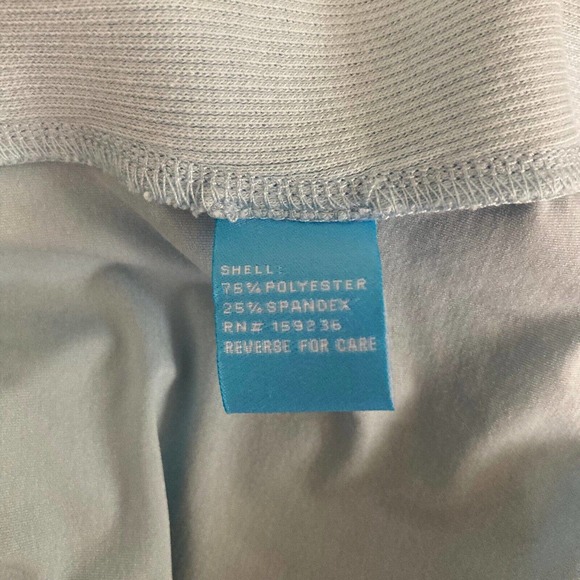 SHELL:
75% POLYESTER
25% SPANDEX
RN# 159236
REVERSE FOR CARE